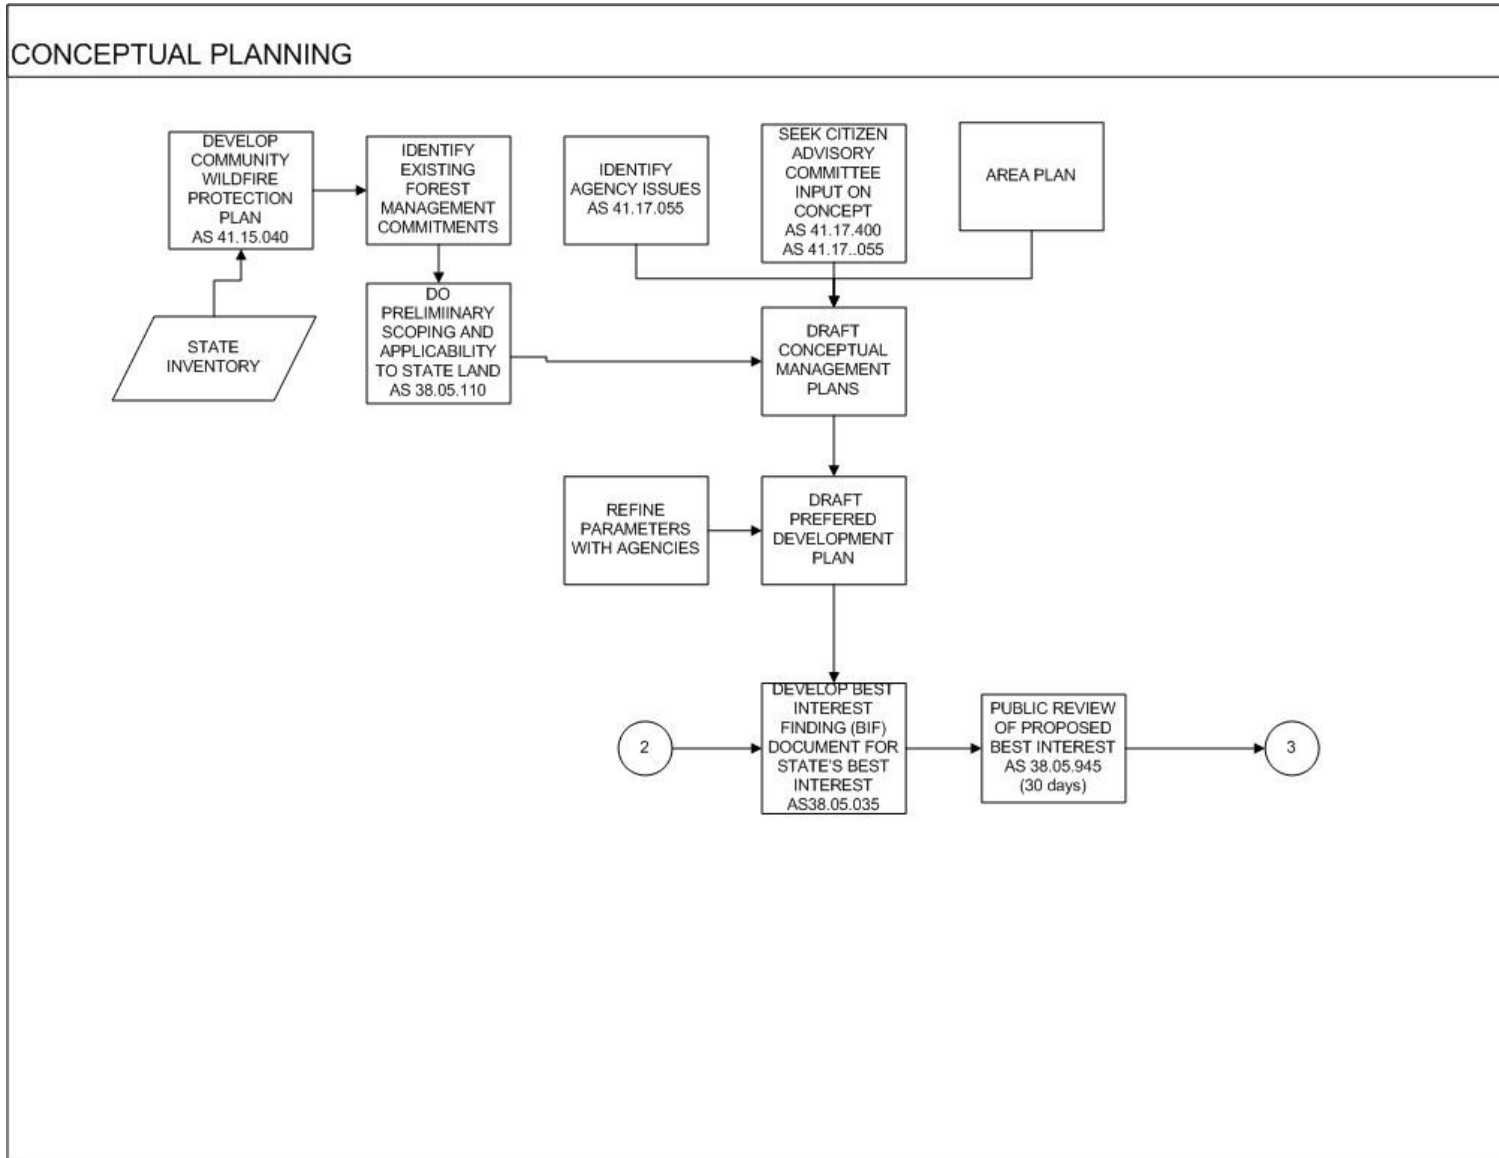 CONCEPTUAL PLANNING
DEVELOP
COMMUNITY
WILDFIRE
PROTECTION
PLAN
AS 41.15.040
IDENTIFY
EXISTING
FOREST
MANAGEMENT
COMMITMENTS
IDENTIFY
AGENCY ISSUES
AS 41.17.055
SEEK CITIZEN
ADVISORY
COMMITTEE
INPUT ON
CONCEPT
AS 41.17.400
AS 41.17..055
AREA PLAN
STATE
INVENTORY
DO
PRELIMIINARY
SCOPING AND
APPLICABILITY
TO STATE LAND
AS 38.05.110
DRAFT
CONCEPTUAL
MANAGEMENT
PLANS
REFINE
PARAMETERS
WITH AGENCIES
DRAFT
PREFERED
DEVELOPMENT
PLAN
2
DEVELOP BEST
INTEREST
FINDING (BIF)
DOCUMENT FOR
STATE'S BEST
INTEREST
AS38.05.035
PUBLIC REVIEW
OF PROPOSED
BEST INTEREST
AS 38.05.945
(30 days)
3